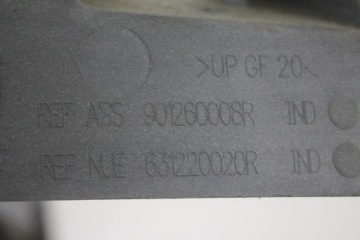 >UP GF 20<
REF ASS 901260008R IND
REF NUE 631220020R IND